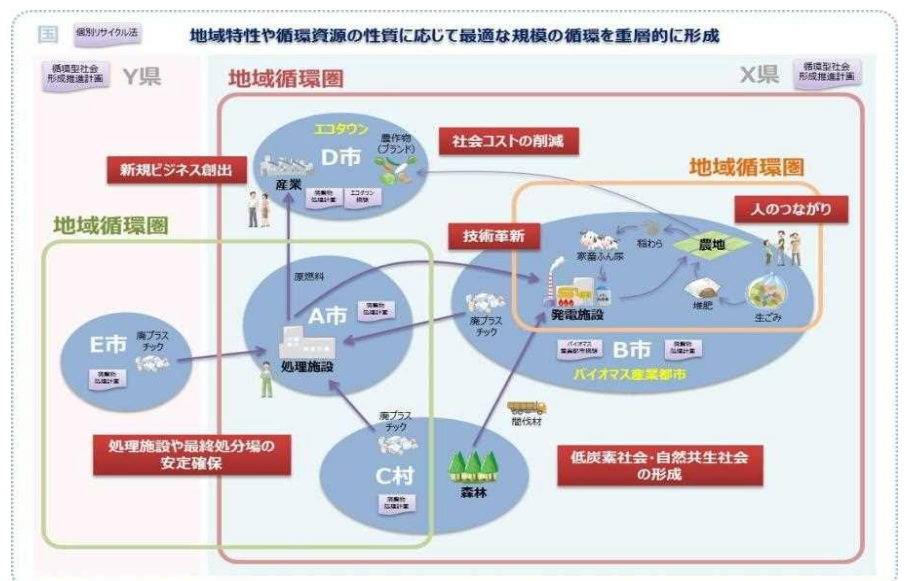 国
個別リサイクル法
地域特性や循環資源の性質に応じて最適な規模の循環を重層的に形成
循環型社会
形成推進計画
Y県
地域循環圏
X県
循環型社会
形成推進計画
エコタウン
D市
農作物
(ブランド)
産業
廃棄物
処理計画
エコタウン
構想
社会コストの削減
新規ビジネス創出
地域循環圏
人のつながり
地域循環圏
技術革新
家畜ふん尿
稲わら
農地
原燃料
A市
廃棄物
処理計画
処理施設
発電施設
堆肥
生ごみ
廃プラス
チック
E市
廃プラス
チック
廃棄物
処理計画
バイオマス
産業都市構想
B市
廃棄物
処理計画
バイオマス産業都市
間伐材
処理施設や最終処分場の
安定確保
廃プラス
チック
C村
廃棄物
処理計画
森林
低炭素社会・自然共生社会
の形成